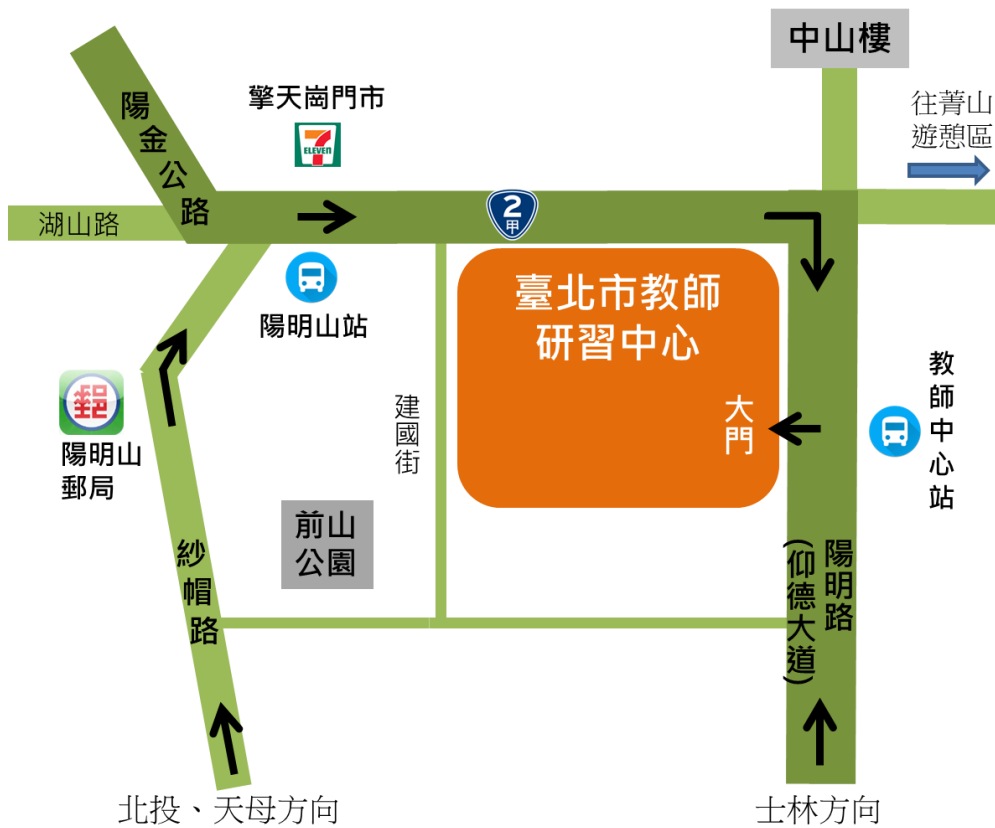 中山樓
擎天崗門市
7
ELEVEN
往菁山
遊憩區
陽金公路
湖山路
2
甲
陽明山站
臺北市教師
研習中心
大門
教師中心站
郵
陽明山
郵局
建國街
前山
公園
紗帽路
陽明路
(仰德大道)
北投、天母方向
士林方向